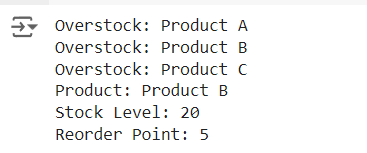 Overstock: Product A
Overstock: Product B
Overstock: Product C
Product: Product B
Stock Level: 20
Reorder Point: 5